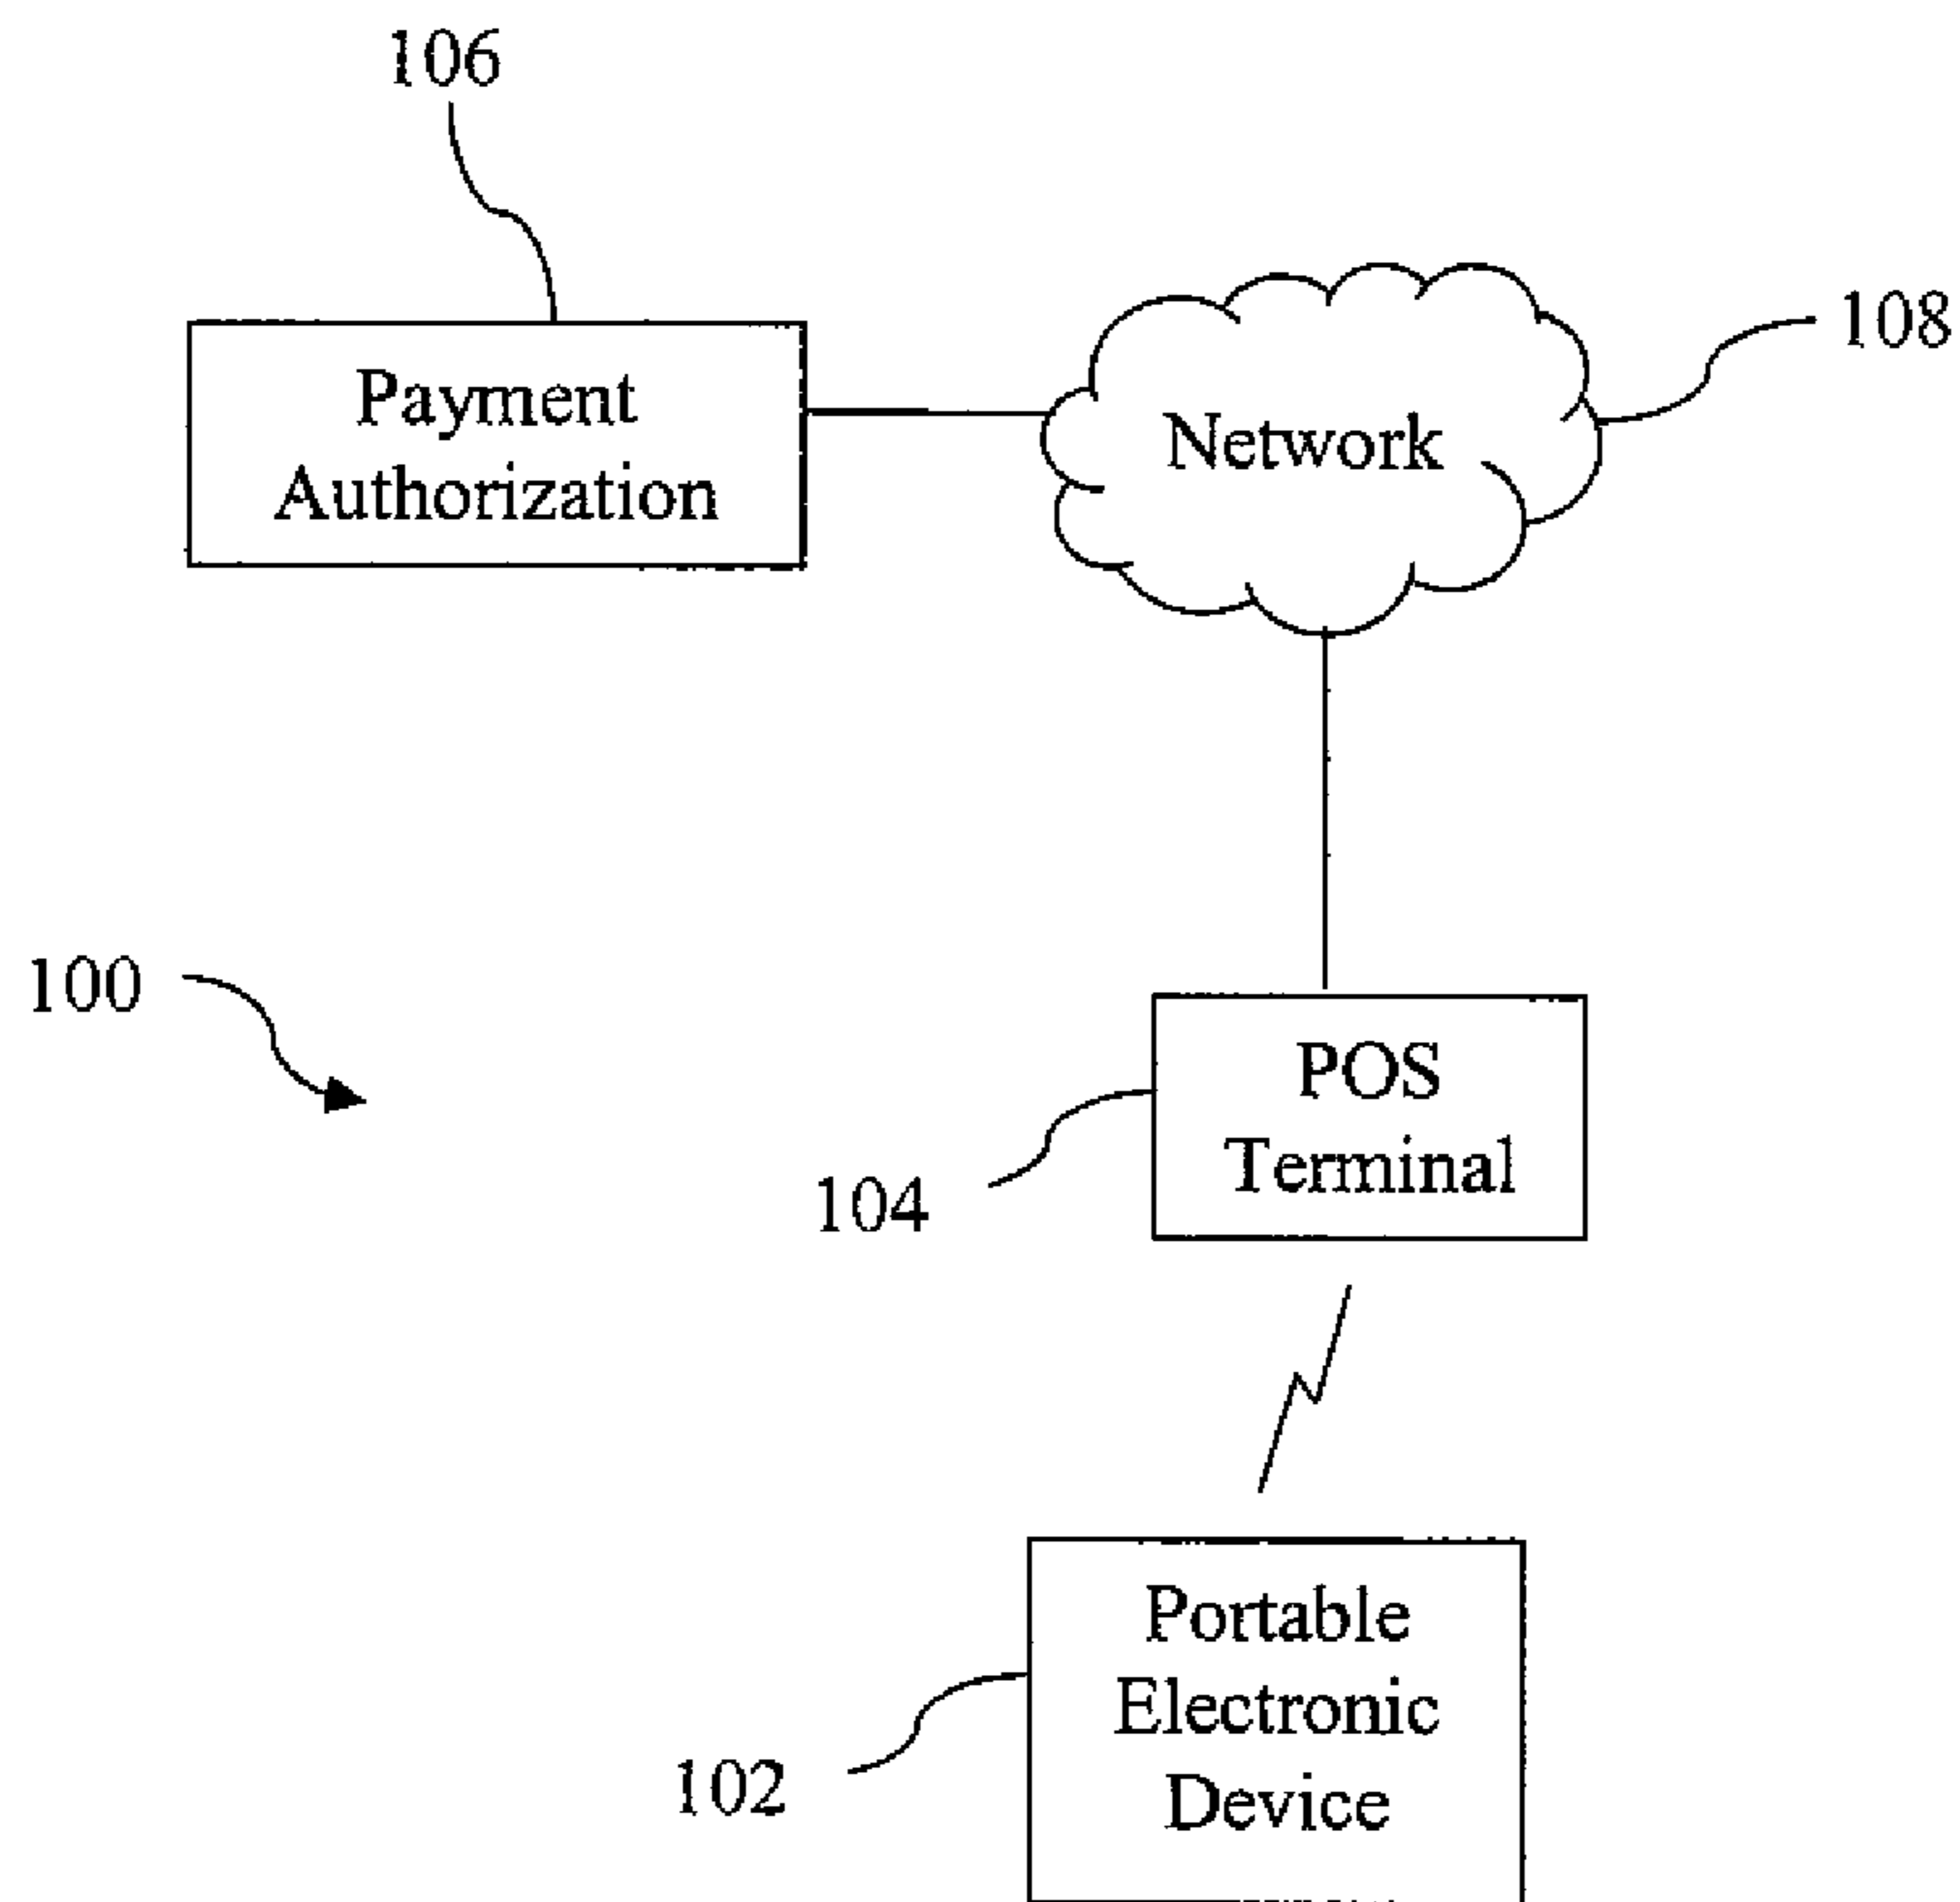 106
108
Payment
Authorization
Network
100
POS
Terminal
104
Portable
Electronic
Device
102